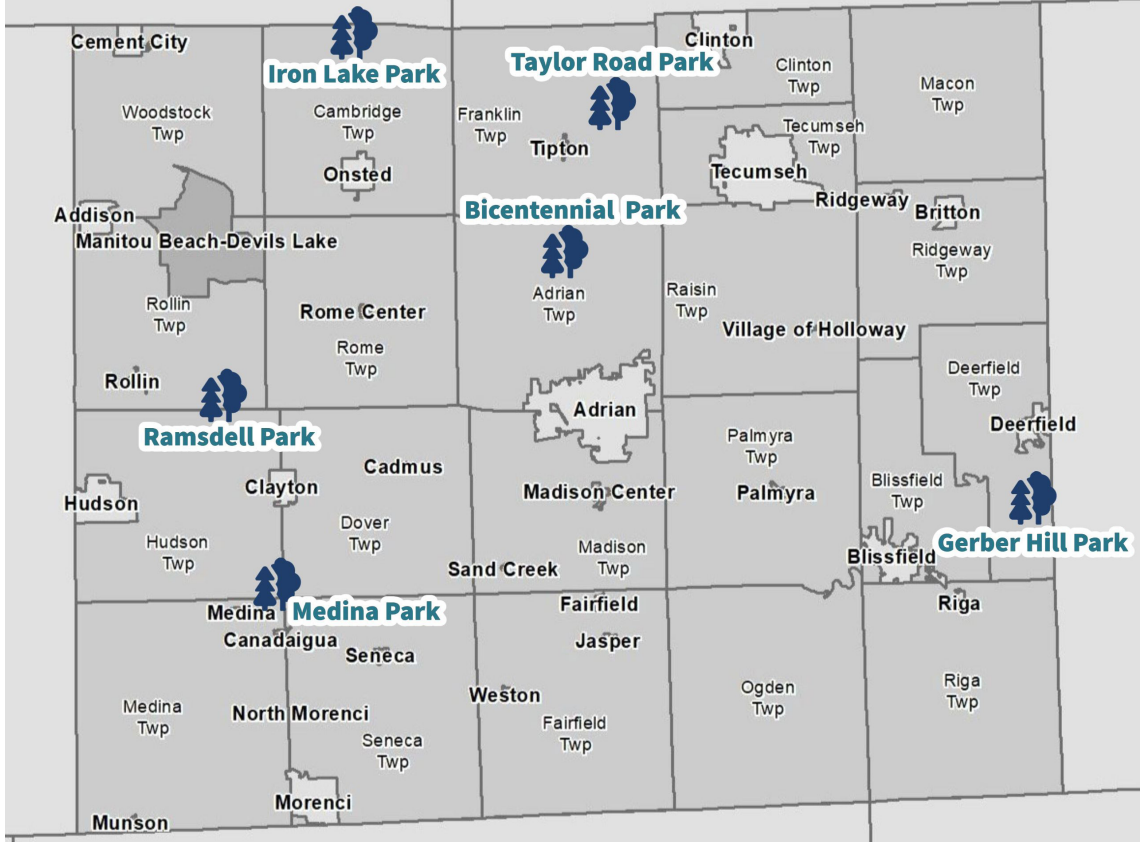 Cement City
Iron Lake Park
Taylor Road Park
Clinton
Clinton
Twp
Macon
Twp
Woodstock
Twp
Cambridge
Twp
Franklin
Twp
Tipton
Tecumseh
Twp
Onsted
Tecumseh
Ridgeway
Britton
Addison
Bicentennial Park
Manitou Beach-Devils Lake
Ridgeway
Twp
Rollin
Twp
Rome Center
Adrian
Twp
Raisin
Twp
Village of Holloway
Rome
Twp
Rollin
Deerfield
Twp
Adrian
Deerfield
Ramsdell Park
Palmyra
Twp
Cadmus
Clayton
Hudson
Madison Center
Palmyra
Blissfield
Twp
Hudson
Twp
Dover
Twp
Madison
Twp
Gerber Hill Park
Blissfield
Sand Creek
Medina
Medina Park
Fairfield
Riga
Canadaigua
Seneca
Jasper
Weston
Ogden
Twp
Riga
Twp
Medina
Twp
North Morenci
Seneca
Twp
Fairfield
Twp
Morenci
Munson